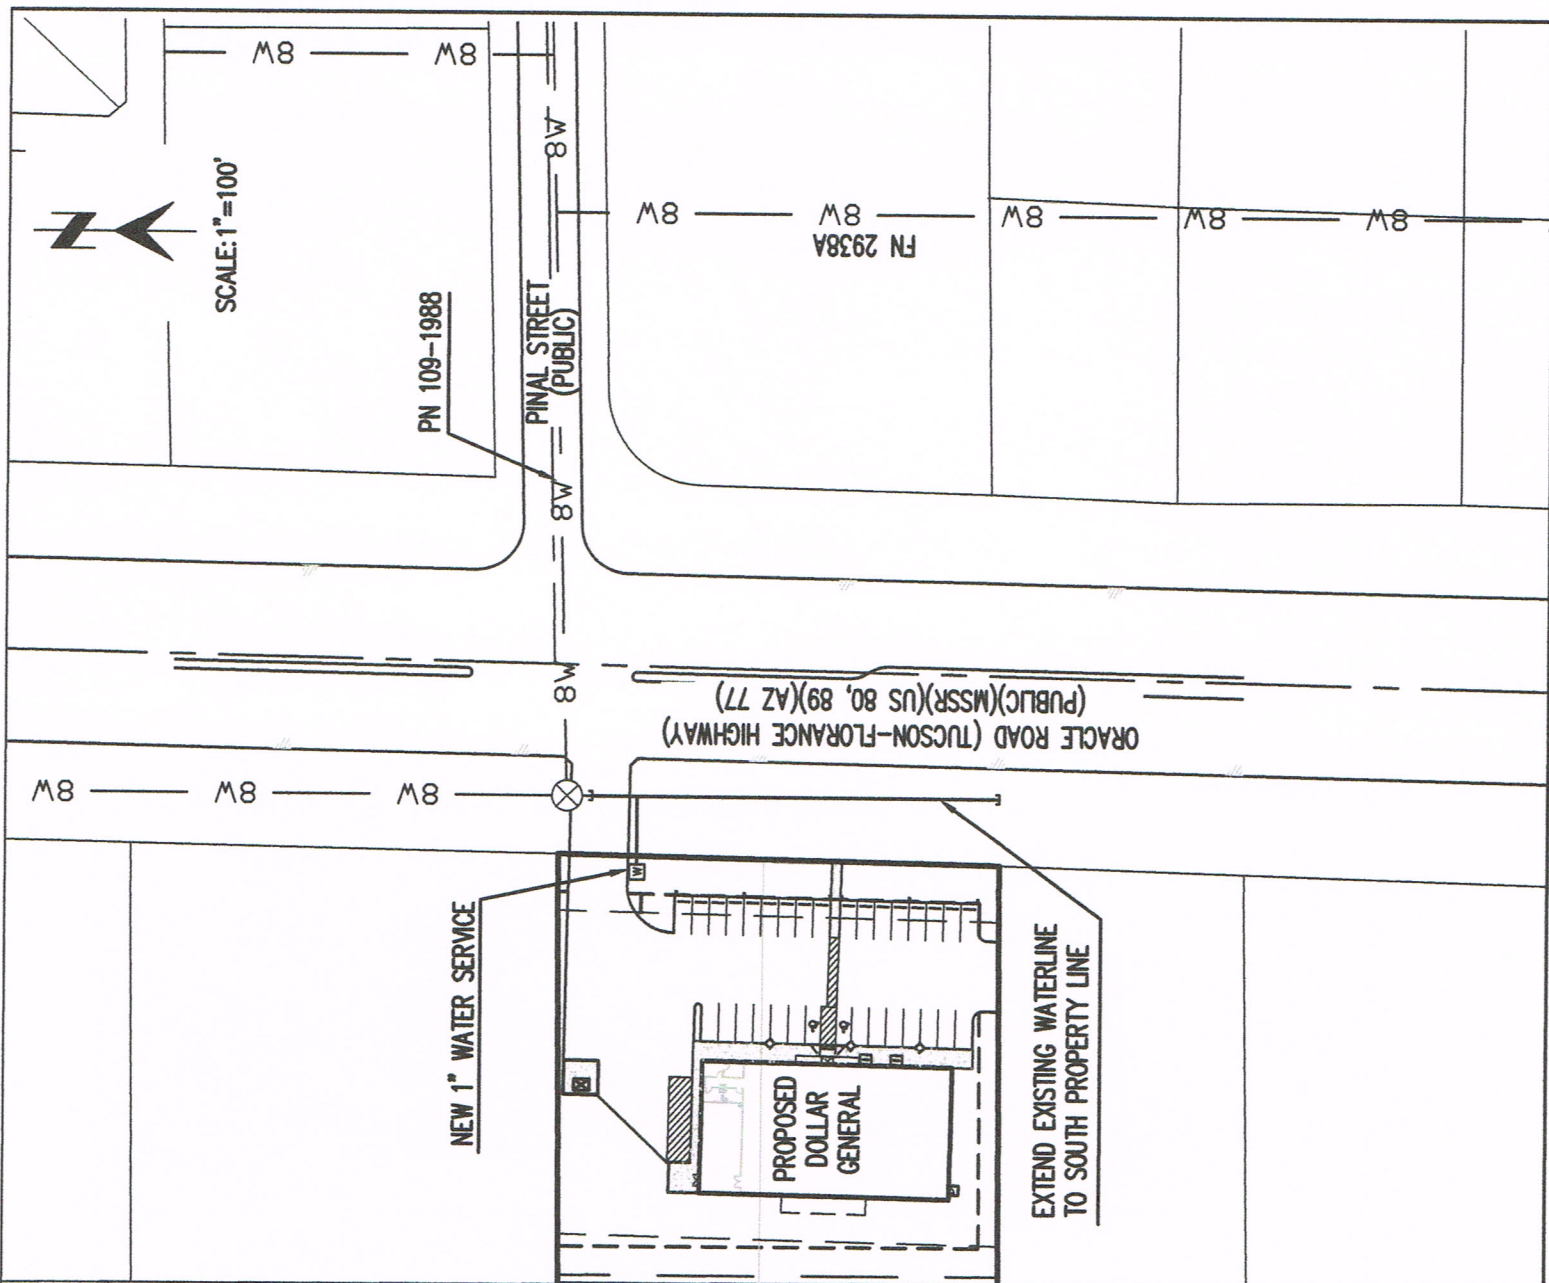 8W
8W
8W
N
SCALE: 1"=100'
8W
8W
8W
8W
8W
FN 2938A
PN 109-1988
PINAL STREET
(PUBLIC)
8W
8W
ORACLE ROAD (TUCSON-FLORANCE HIGHWAY)
(PUBLIC)(MSSR)(US 80, 89)(AZ 77)
8W
8W
8W
W
NEW 1" WATER SERVICE
PROPOSED
DOLLAR
GENERAL
EXTEND EXISTING WATERLINE
TO SOUTH PROPERTY LINE